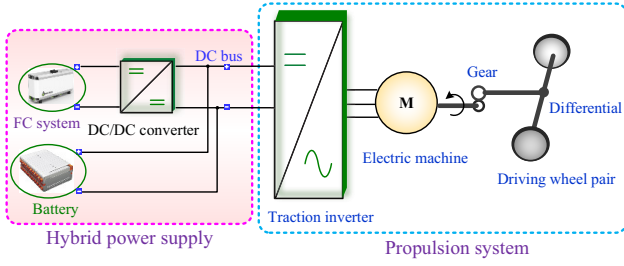 DC bus
FC system
DC/DC converter
Battery
Hybrid power supply
Traction inverter
M
Electric machine
Gear
Differential
Driving wheel pair
Propulsion system